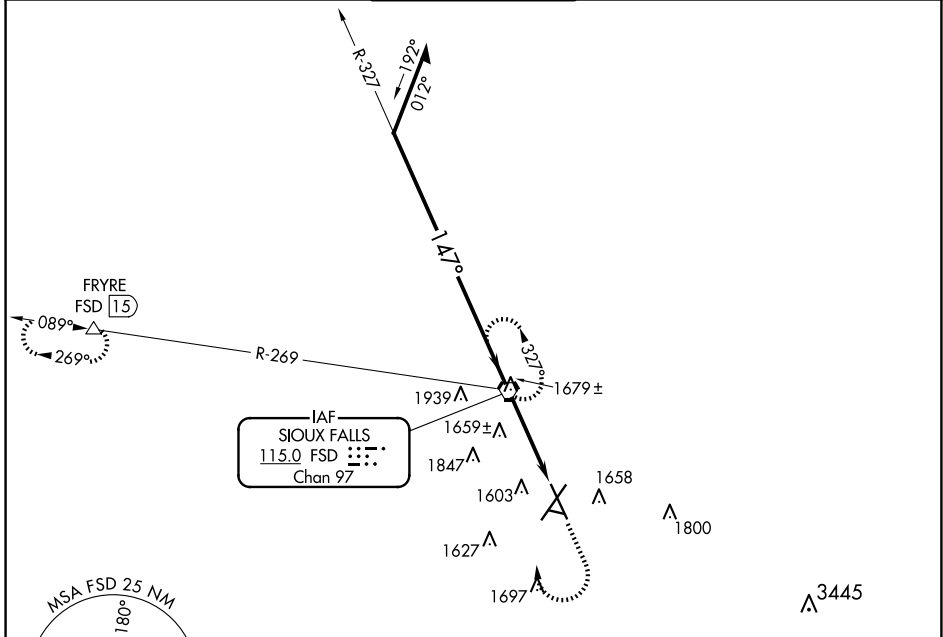 R-327
192°
012°
147°
FRYRE
FSD 15
089°
269°
R-269
327°
1939
1679±
IAF
SIOUX FALLS
115.0 FSD
Chan 97
1659±
1847
1603
1658
1800
1627
1697
3445
MSA FSD 25 NM
180°